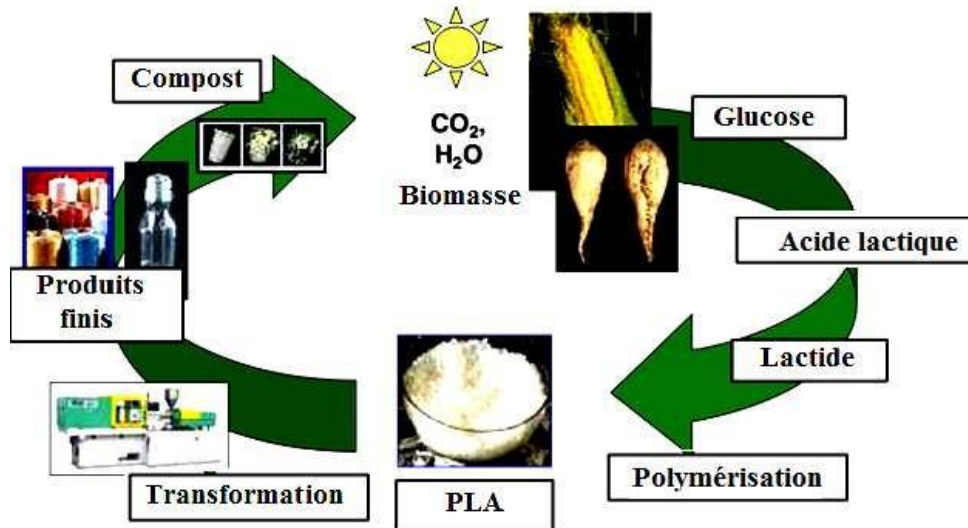 Compost
CO₂,
H₂O
Biomasse
Glucose
Acide lactique
Lactide
Polymérisation
PLA
Transformation
Produits
finis